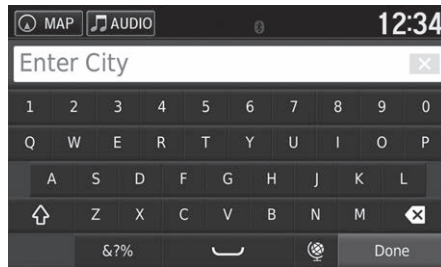 MAP AUDIO 12:34
Enter City
1 2 3 4 5 6 7 8 9 0
Q W E R T Y U I O P
A S D F G H J K L
Z X C V B N M
&?% Done